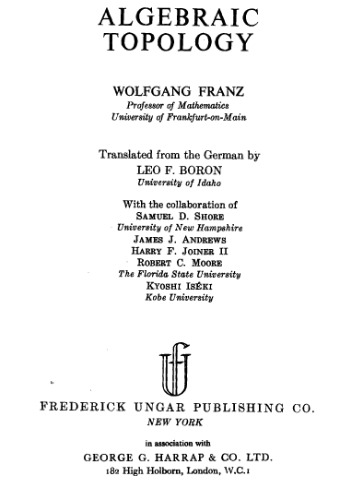 ALGEBRAIC
TOPOLOGY
WOLFGANG FRANZ
Professor of Mathematics
University of Frankfurt-on-Main
Translated from the German by
LEO F. BORON
University of Idaho
With the collaboration of
SAMUEL D. SHORE
University of New Hampshire
JAMES J. ANDREWS
HARRY F. JOINER II
ROBERT C. MOORE
The Florida State University
KYOSHI ISÉKI
Kobe University
FREDERICK UNGAR PUBLISHING CO.
NEW YORK
in association with
GEORGE G. HARRAP & CO. LTD.
182 High Holborn, London, W.C.1